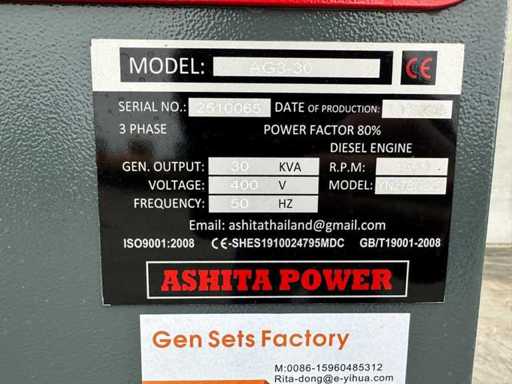 MODEL: AG3-30 CE
SERIAL NO.: 2510065 DATE OF PRODUCTION:
3 PHASE POWER FACTOR 80%
DIESEL ENGINE
GEN. OUTPUT: 30 KVA R.P.M.:
VOLTAGE: 400 V MODEL:
FREQUENCY: 50 HZ
Email: ashitathailand@gmail.com
ISO9001:2008 CE-SHES1910024795MDC GB/T19001-2008
ASHITA POWER
Gen Sets Factory
M:0086-15960485312
Rita-dong@e-yihua.com